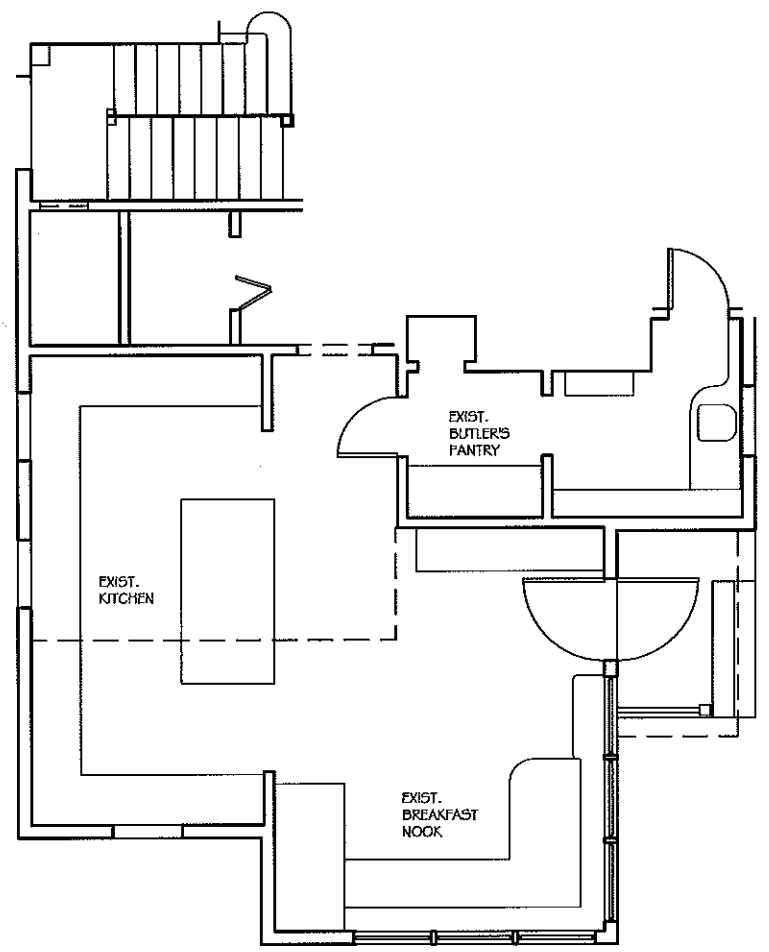 EXIST.
BUTLER'S
PANTRY
EXIST.
KITCHEN
EXIST.
BREAKFAST
NOOK